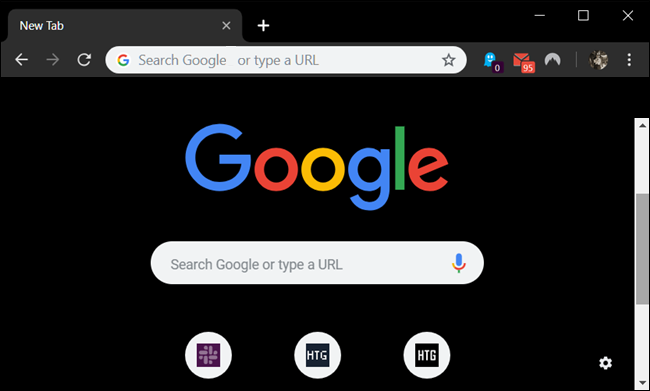 New Tab
Search Google or type a URL
0
95
Google
Search Google or type a URL
HTG
HTG